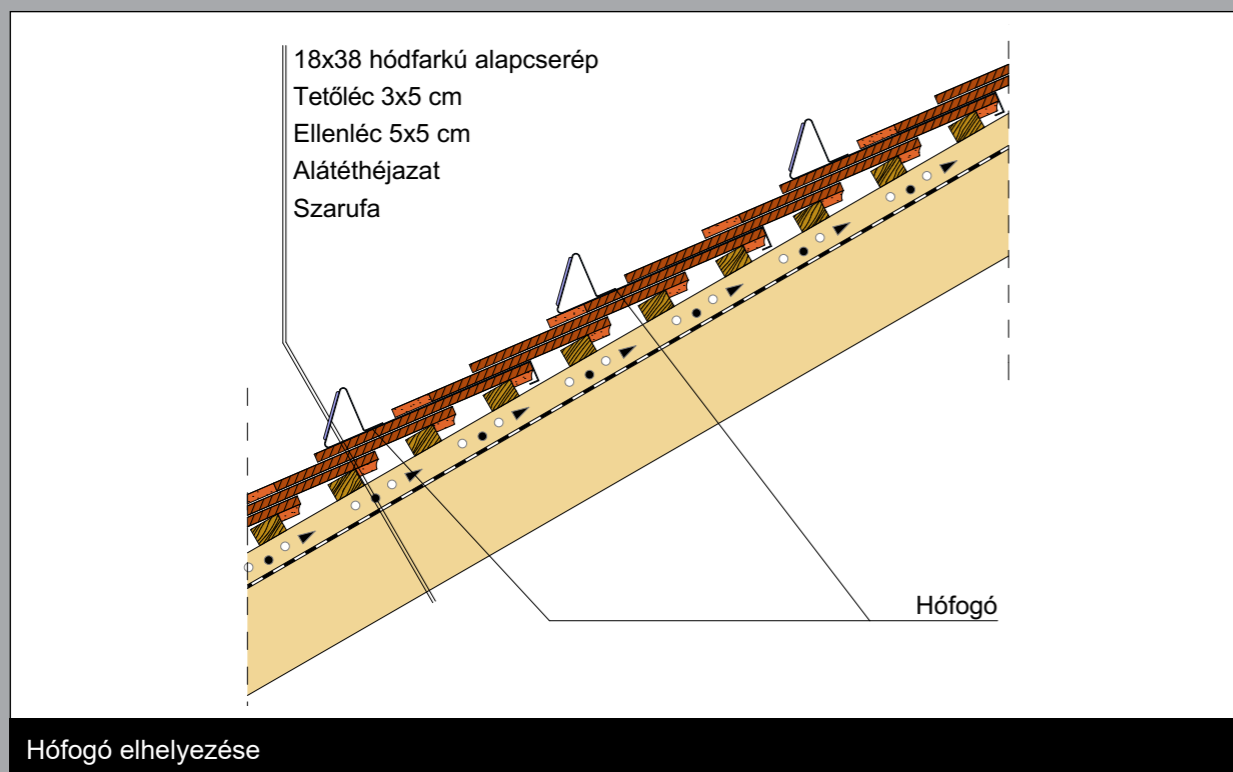 18x38 hódfarkú alapcserép
Tetőléc 3x5 cm
Ellenléc 5x5 cm
Alátéthéjazat
Szarufa
Hófogó
Hófogó elhelyezése